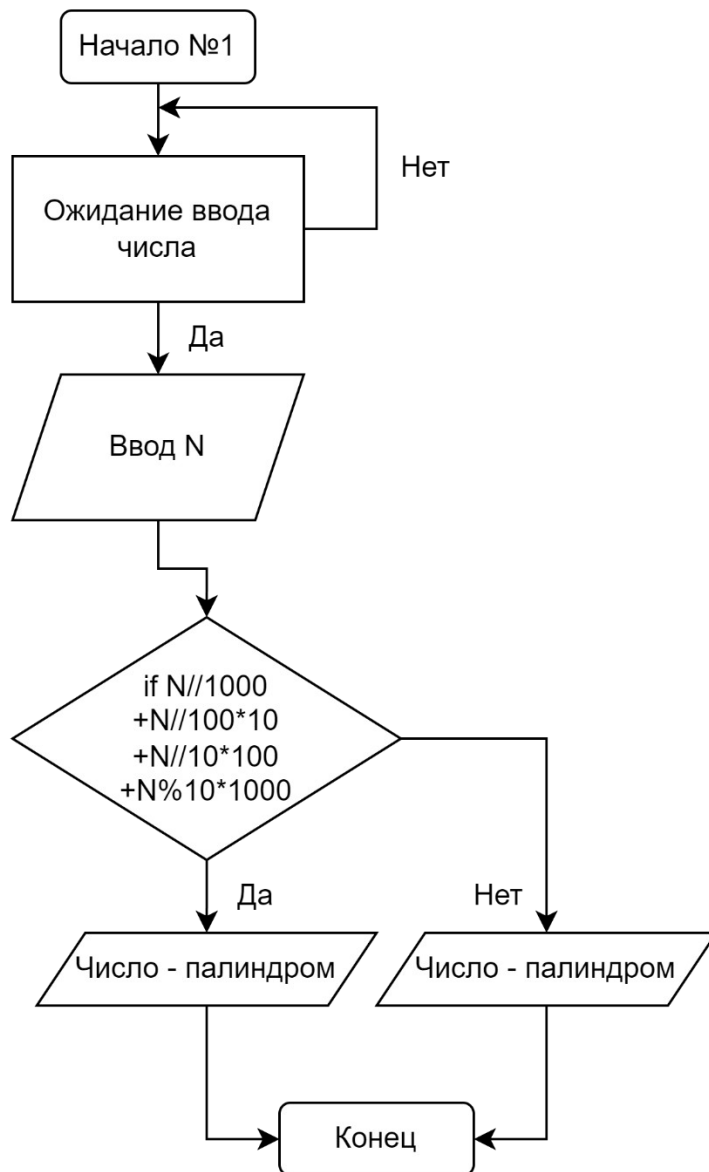 Начало №1
Нет
Ожидание ввода
числа
Да
Ввод N
if N//1000
+N//100*10
+N//10*100
+N%10*1000
Да
Нет
Число - палиндром
Число - палиндром
Конец